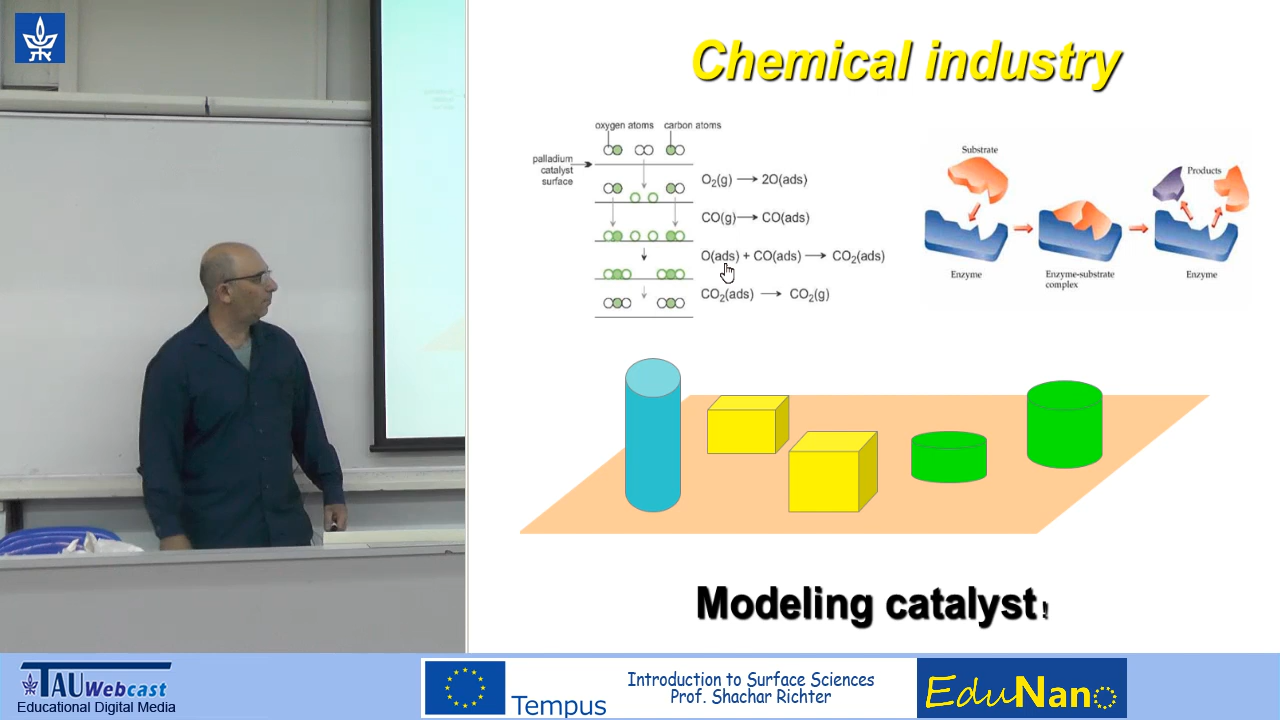 Chemical industry
oxygen atoms carbon atoms
palladium
catalyst
surface
O₂(g) → 2O(ads)
CO(g) → CO(ads)
O(ads) + CO(ads) → CO₂(ads)
CO₂(ads) → CO₂(g)
Substrate
Products
Enzyme
Enzyme-substrate
complex
Enzyme
Modeling catalyst!
TAU Webcast
Educational Digital Media
Tempus
Introduction to Surface Sciences
Prof. Shachar Richter
EduNano